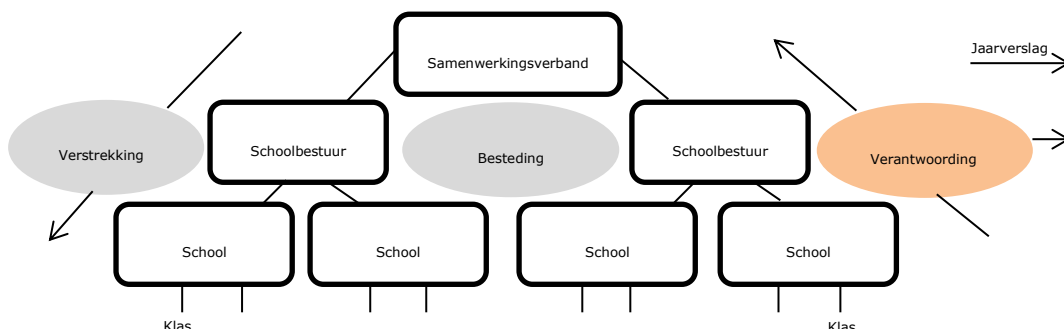 Samenwerkingsverband
Jaarverslag
Verstrekking
Schoolbestuur
Besteding
Schoolbestuur
Verantwoording
School
School
School
School
Klas
Klas